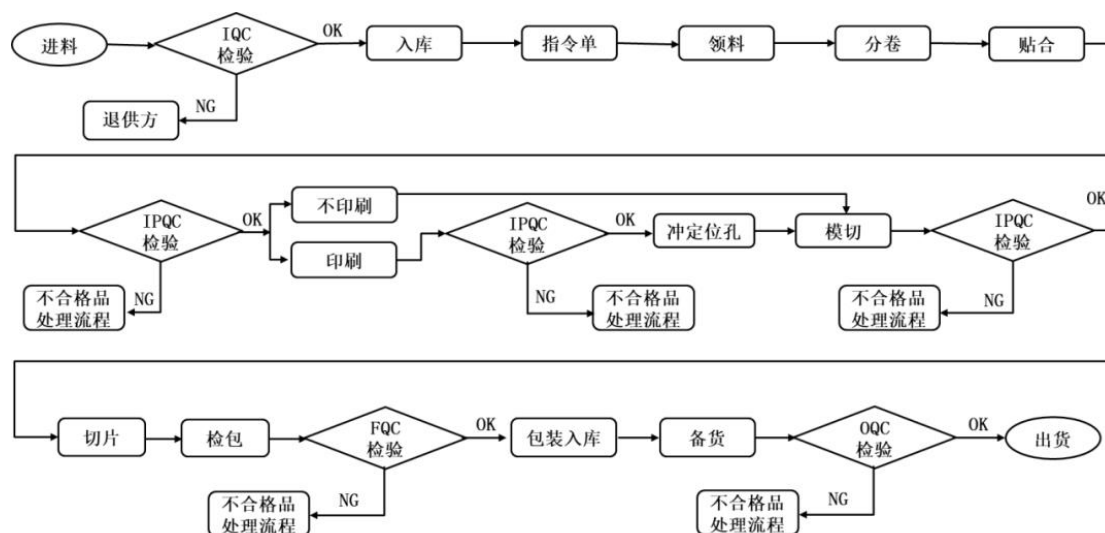 进料
IQC
检验
OK
入库
指令单
领料
分卷
贴合
NG
退供方
IPQC
检验
OK
不印刷
印刷
IPQC
检验
OK
冲定位孔
模切
IPQC
检验
OK
NG
不合格品
处理流程
NG
不合格品
处理流程
NG
不合格品
处理流程
切片
检包
FQC
检验
OK
包装入库
备货
OQC
检验
OK
出货
NG
不合格品
处理流程
NG
不合格品
处理流程